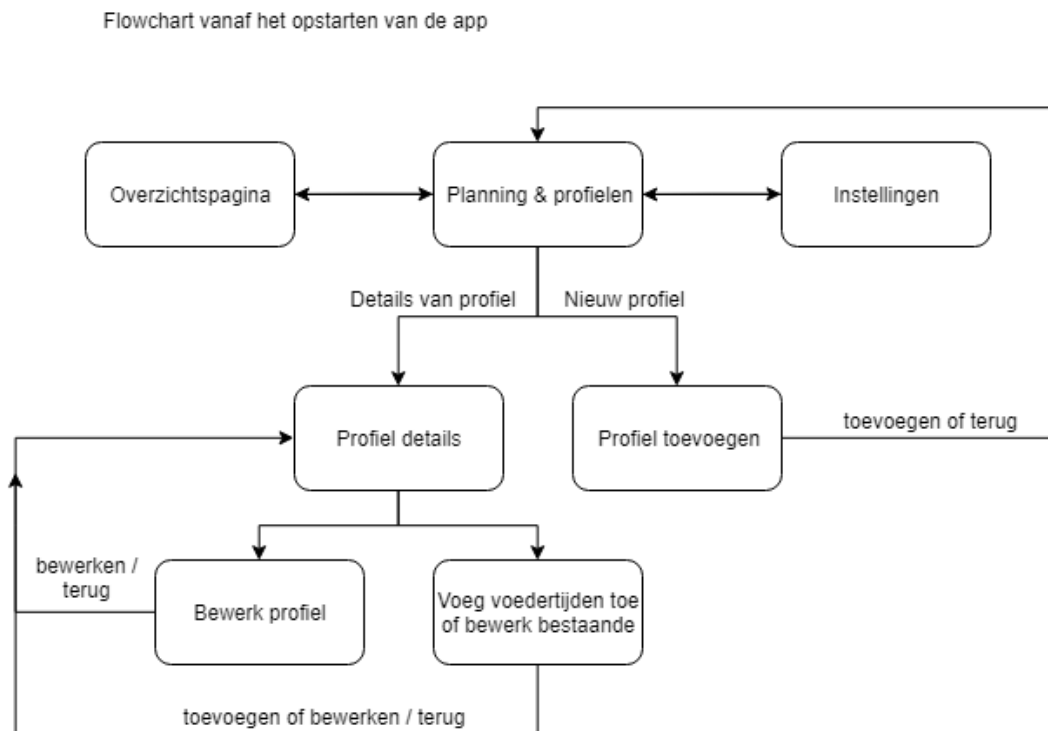 Flowchart vanaf het opstarten van de app
Overzichtspagina
Planning & profielen
Instellingen
Details van profiel
Nieuw profiel
Profiel details
Profiel toevoegen
toevoegen of terug
bewerken /
terug
Bewerk profiel
Voeg voedertijden toe
of bewerk bestaande
toevoegen of bewerken / terug